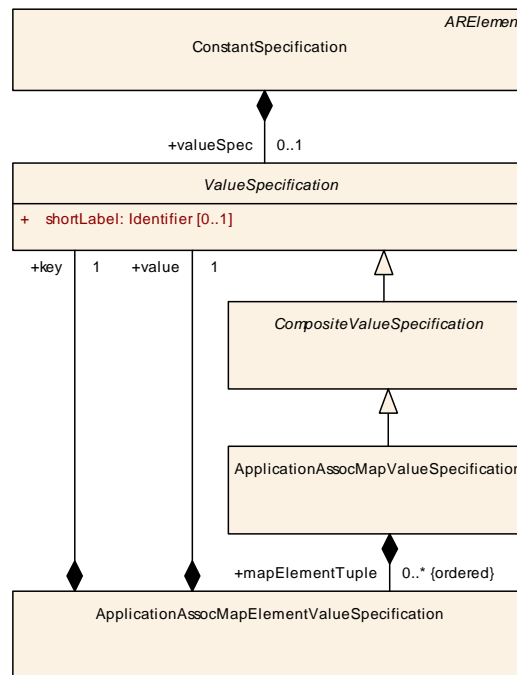 ARElemen
ConstantSpecification
+valueSpec 0..1
ValueSpecification
+ shortLabel: Identifier [0..1]
+key 1 +value 1
CompositeValueSpecification
ApplicationAssocMapValueSpecification
+mapElementTuple 0..* {ordered}
ApplicationAssocMapElementValueSpecification